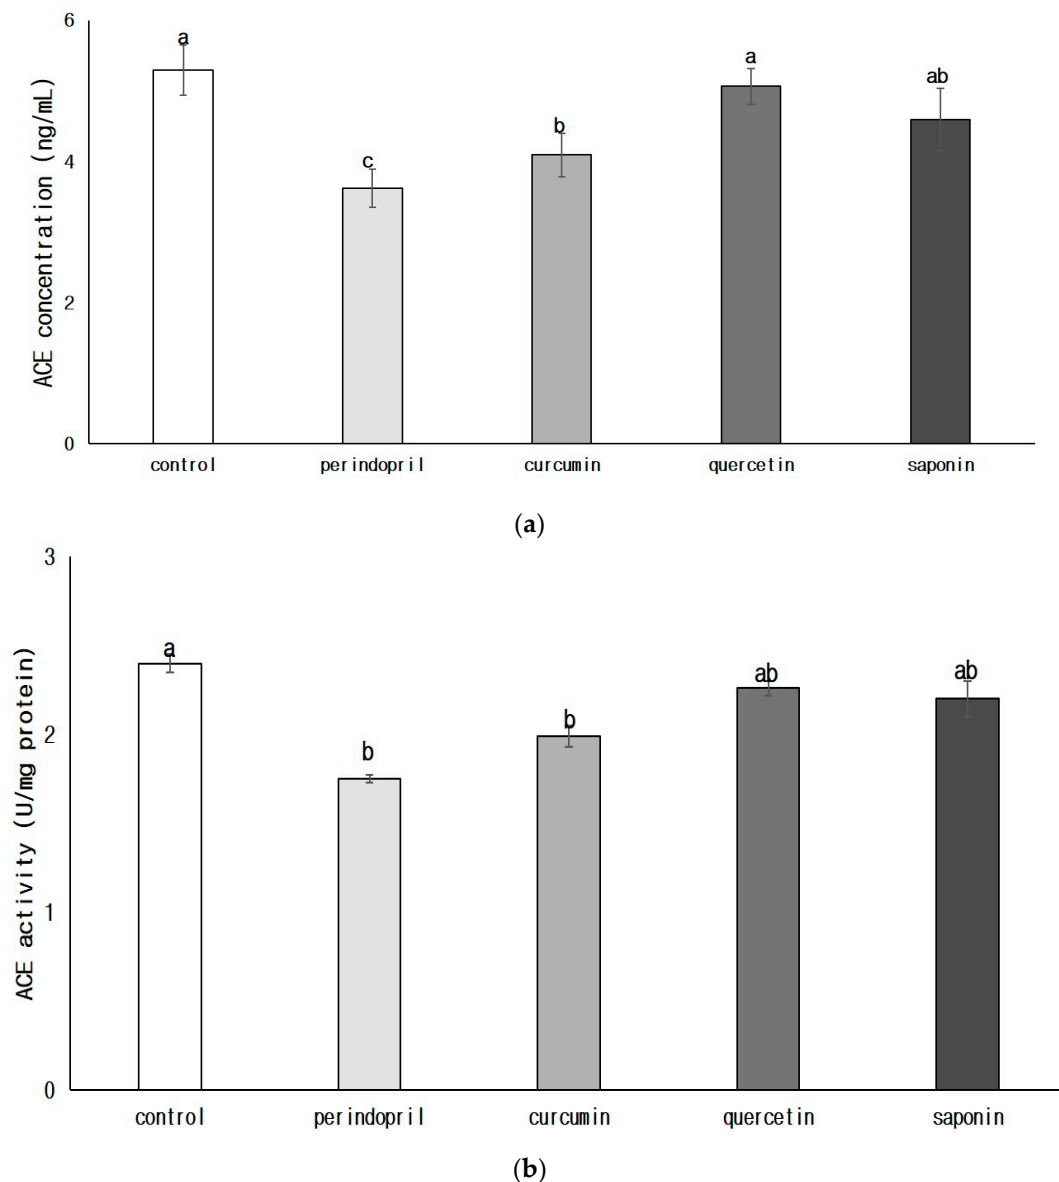 ACE concentration (ng/mL)
6
4
2
0
a
c
b
a
ab
control perindopril curcumin quercetin saponin
(a)
ACE activity (U/mg protein)
3
2
1
0
a
b
b
ab
ab
control perindopril curcumin quercetin saponin
(b)